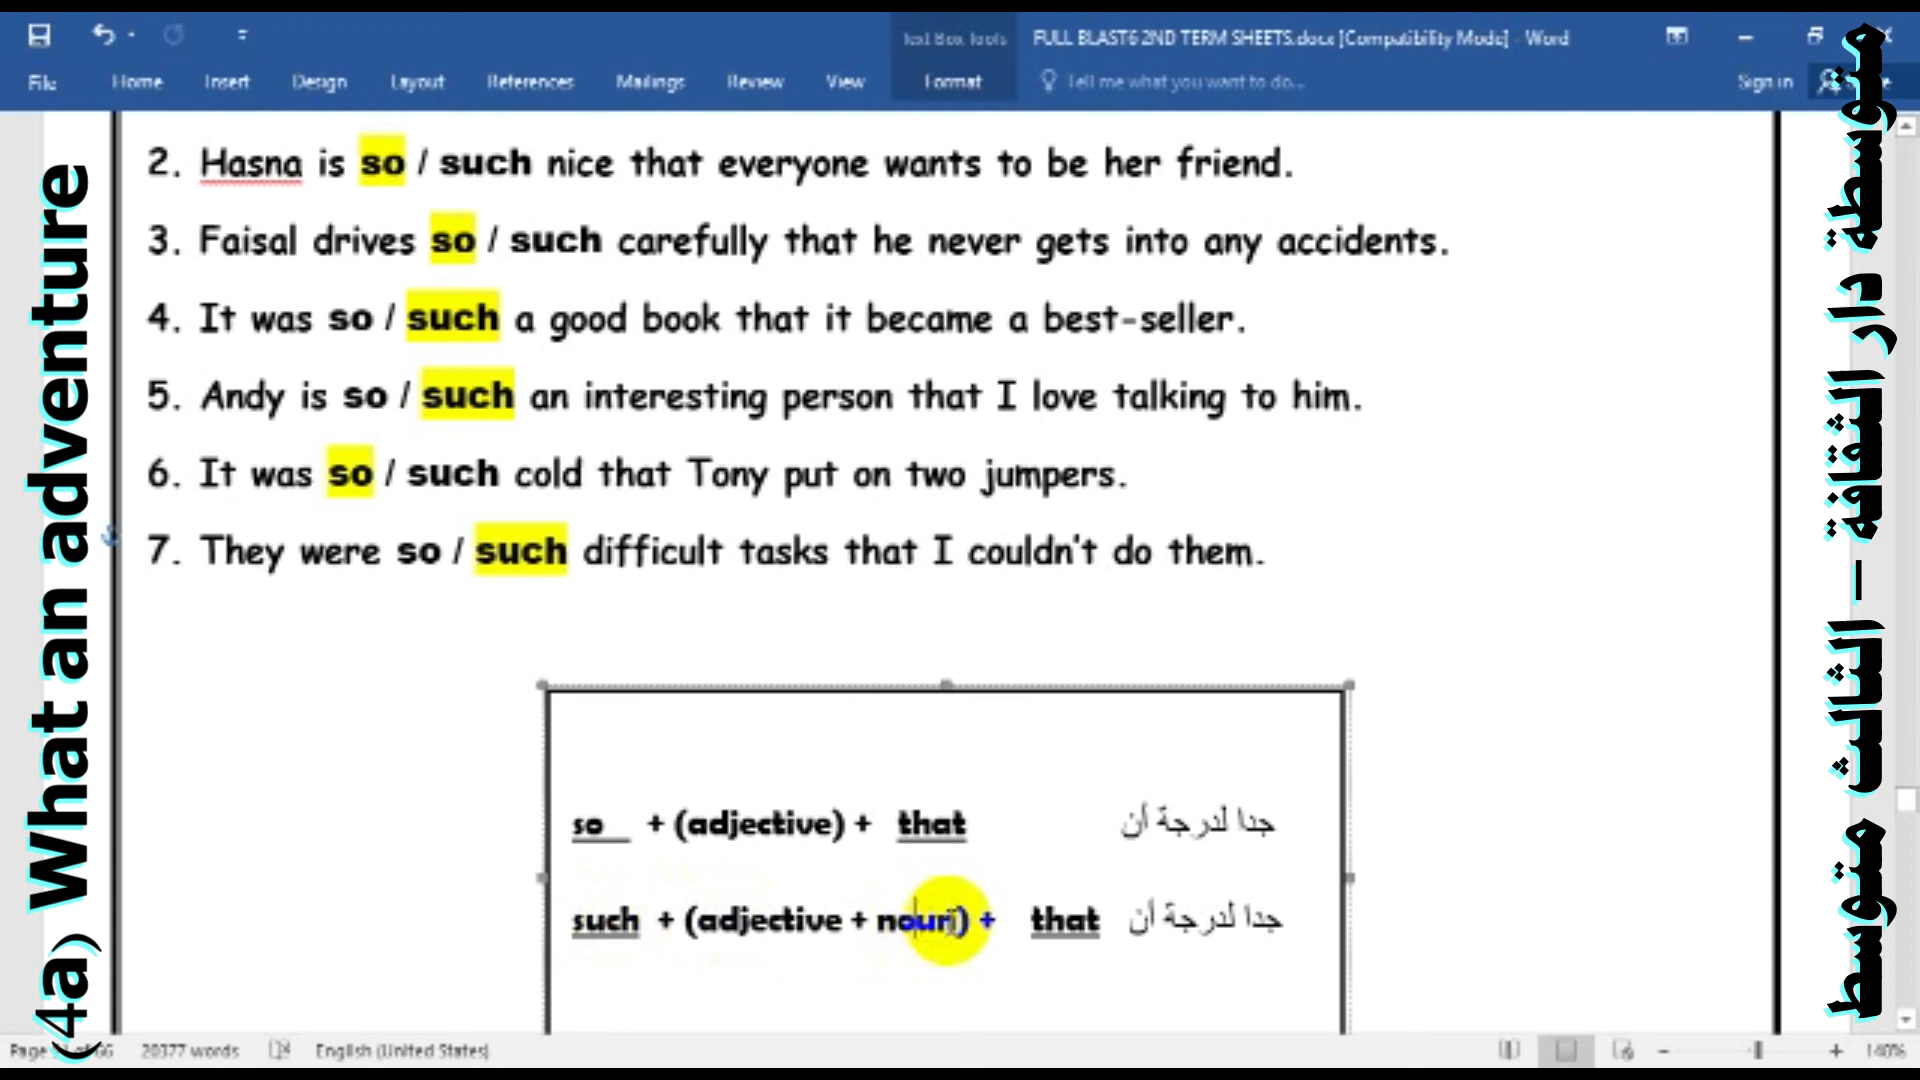 Text Box Tools
FULL BLAST6 2ND TERM SHEETS.docx [Compatibility Mode] - Word
File Home Insert Design Layout References Mailings Review View Format Tell me what you want to do... Sign in
2. Hasna is so / such nice that everyone wants to be her friend.
3. Faisal drives so / such carefully that he never gets into any accidents.
4. It was so / such a good book that it became a best-seller.
5. Andy is so / such an interesting person that I love talking to him.
6. It was so / such cold that Tony put on two jumpers.
7. They were so / such difficult tasks that I couldn't do them.
so + (adjective) + that جدا لدرجة أن
such + (adjective + noun) + that جدا لدرجة أن
(4a) What an adventure
متوسطة دار الثقافة – الثالث متوسط
Page 66 20377 words English (United States) 140%